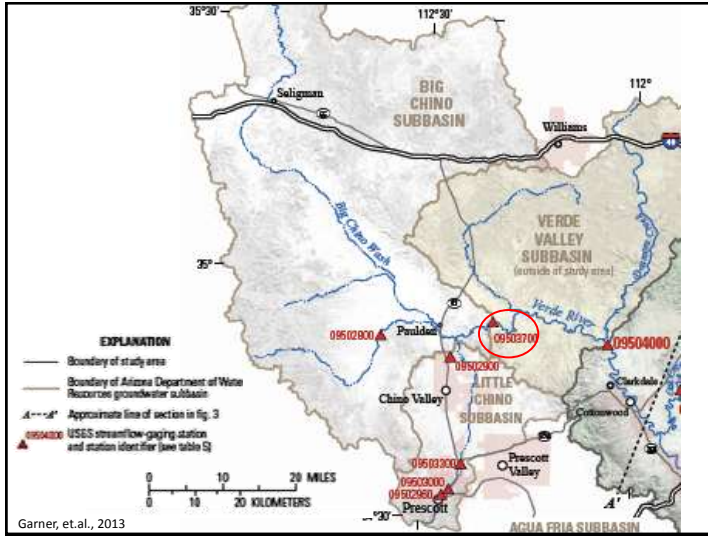 35°30'
112°30'
112°
Seligman
BIG
CHINO
SUBBASIN
Williams
40
Big Chino Wash
VERDE
VALLEY
SUBBASIN
(outside of study area)
35°
Verde River
09502800
Paulden
09503700
09504000
09502900
LITTLE
CHINO
SUBBASIN
Chino Valley
Clarkdale
Cottonwood
EXPLANATION
Boundary of study area
Boundary of Arizona Department of Water
Resources groundwater subbasin
A---A' Approximate line of section in fig. 3
09504000 USGS streamflow-gaging station
and station identifier (see table 5)
0 10 20 MILES
0 10 20 KILOMETERS
09503300
Prescott
Valley
09503000
09502960
Prescott
A'
30'
AGUA FRIA SUBBASIN
Garner, et.al., 2013